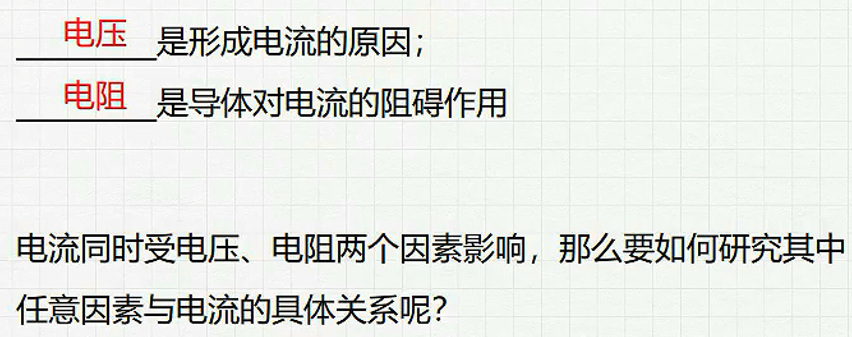 电压是形成电流的原因；
电阻是导体对电流的阻碍作用
电流同时受电压、电阻两个因素影响，那么要如何研究其中
任意因素与电流的具体关系呢？